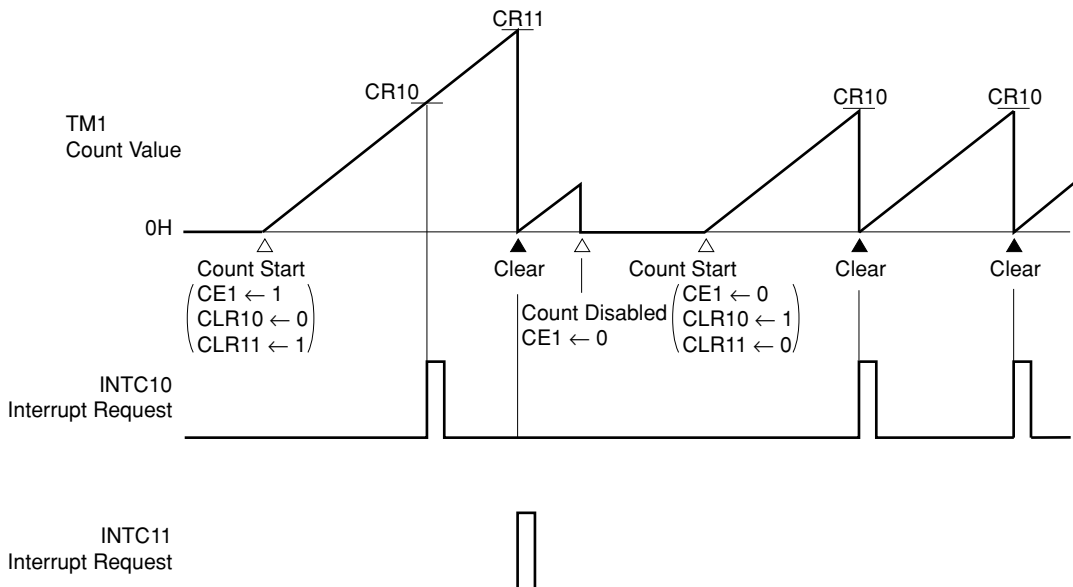 CR11
CR10
CR10
CR10
TM1
Count Value
0H
Count Start
CE1 ← 1
CLR10 ← 0
CLR11 ← 1
Clear
Count Disabled
CE1 ← 0
Count Start
CE1 ← 0
CLR10 ← 1
CLR11 ← 0
Clear
Clear
INTC10
Interrupt Request
INTC11
Interrupt Request